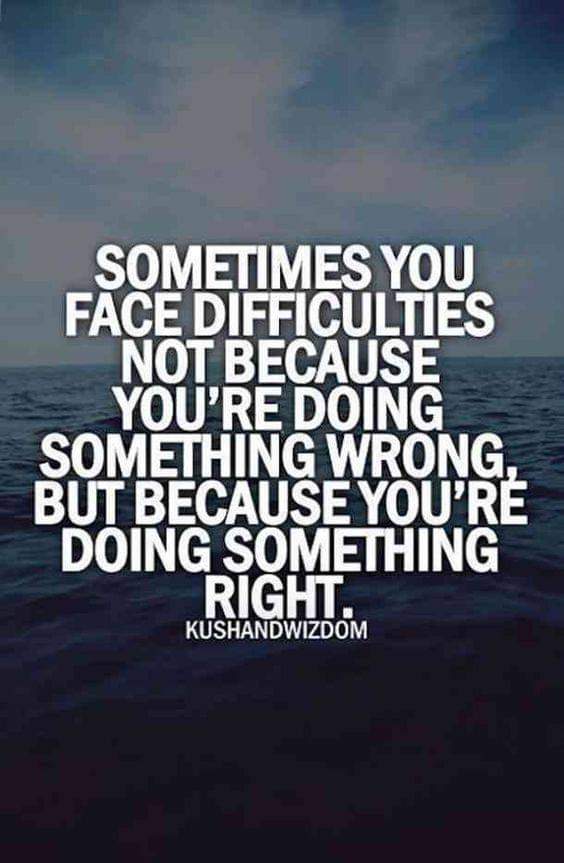 SOMETIMES YOU
FACE DIFFICULTIES
NOT BECAUSE
YOU'RE DOING
SOMETHING WRONG,
BUT BECAUSE YOU'RE
DOING SOMETHING
RIGHT.
KUSHANDWIZDOM